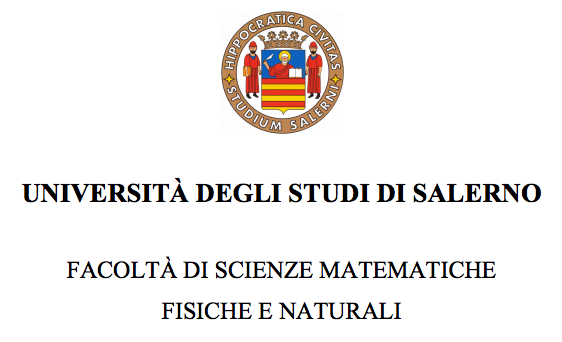 HIPPOCRATICA CIVITAS
STUDIUM SALERNI
UNIVERSITÀ DEGLI STUDI DI SALERNO
FACOLTÀ DI SCIENZE MATEMATICHE
FISICHE E NATURALI